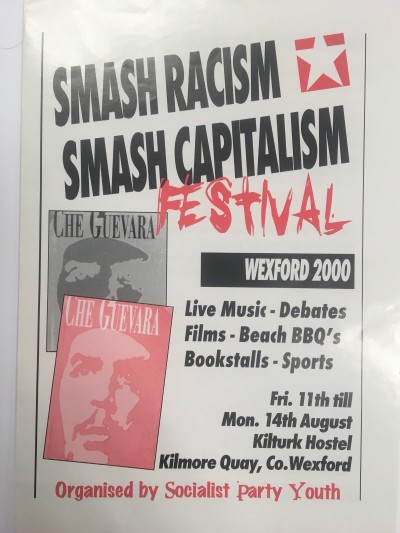 SMASH RACISM
SMASH CAPITALISM
FESTIVAL
CHE GUEVARA
CHE GUEVARA
WEXFORD 2000
Live Music - Debates
Films - Beach BBQ's
Bookstalls - Sports
Fri. 11th till
Mon. 14th August
Kilturk Hostel
Kilmore Quay, Co.Wexford
Organised by Socialist Party Youth